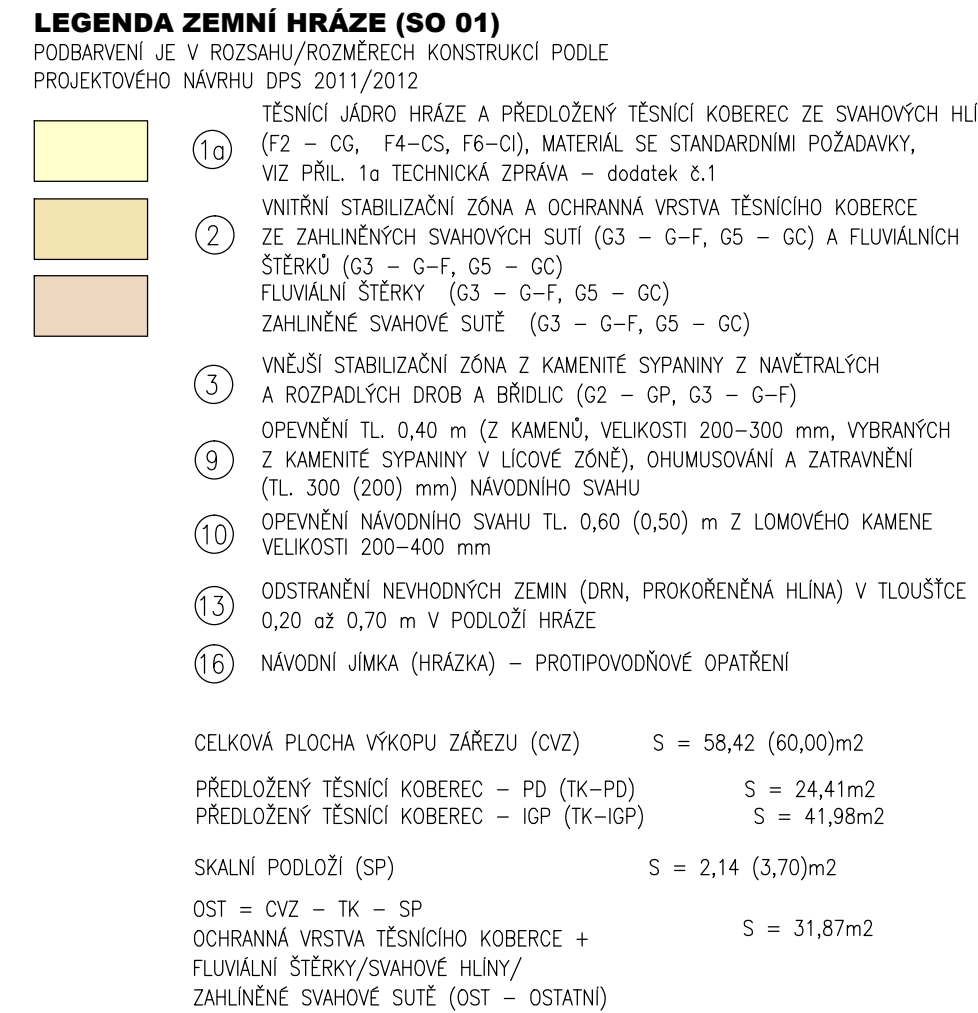 LEGENDA ZEMNÍ HRÁZE (SO 01)
PODBARVENÍ JE V ROZSAHU/ROZMĚRECH KONSTRUKCÍ PODLE
PROJEKTOVÉHO NÁVRHU DPS 2011/2012
TĚSNÍCÍ JÁDRO HRÁZE A PŘEDLOŽENÝ TĚSNÍCÍ KOBEREC ZE SVAHOVÝCH HLÍ
1a (F2 – CG, F4–CS, F6–CI), MATERIÁL SE STANDARDNÍMI POŽADAVKY,
VIZ PŘIL. 1a TECHNICKÁ ZPRÁVA – dodatek č.1
VNITŘNÍ STABILIZAČNÍ ZÓNA A OCHRANNÁ VRSTVA TĚSNÍCÍHO KOBERCE
2 ZE ZAHLINĚNÝCH SVAHOVÝCH SUTÍ (G3 – G–F, G5 – GC) A FLUVIÁLNÍCH
ŠTĚRKŮ (G3 – G–F, G5 – GC)
FLUVIÁLNÍ ŠTĚRKY (G3 – G–F, G5 – GC)
ZAHLINĚNÉ SVAHOVÉ SUTĚ (G3 – G–F, G5 – GC)
VNĚJŠÍ STABILIZAČNÍ ZÓNA Z KAMENITÉ SYPANINY Z NAVĚTRALÝCH
3 A ROZPADLÝCH DROB A BŘIDLIC (G2 – GP, G3 – G–F)
OPEVNĚNÍ TL. 0,40 m (Z KAMENŮ, VELIKOSTI 200–300 mm, VYBRANÝCH
9 Z KAMENITÉ SYPANINY V LÍCOVÉ ZÓNĚ), OHUMUSOVÁNÍ A ZATRAVNĚNÍ
(TL. 300 (200) mm) NÁVODNÍHO SVAHU
10 OPEVNĚNÍ NÁVODNÍHO SVAHU TL. 0,60 (0,50) m Z LOMOVÉHO KAMENE
VELIKOSTI 200–400 mm
13 ODSTRANĚNÍ NEVHODNÝCH ZEMIN (DRN, PROKOŘENĚNÁ HLÍNA) V TLOUŠŤCE
0,20 až 0,70 m V PODLOŽÍ HRÁZE
16 NÁVODNÍ JÍMKA (HRÁZKA) – PROTIPOVODŇOVÉ OPATŘENÍ
CELKOVÁ PLOCHA VÝKOPU ZÁŘEZU (CVZ) S = 58,42 (60,00)m2
PŘEDLOŽENÝ TĚSNÍCÍ KOBEREC – PD (TK–PD) S = 24,41m2
PŘEDLOŽENÝ TĚSNÍCÍ KOBEREC – IGP (TK–IGP) S = 41,98m2
SKALNÍ PODLOŽÍ (SP) S = 2,14 (3,70)m2
OST = CVZ – TK – SP
OCHRANNÁ VRSTVA TĚSNÍCÍHO KOBERCE + S = 31,87m2
FLUVIÁLNÍ ŠTĚRKY/SVAHOVÉ HLÍNY/
ZAHLÍNĚNÉ SVAHOVÉ SUTĚ (OST – OSTATNÍ)